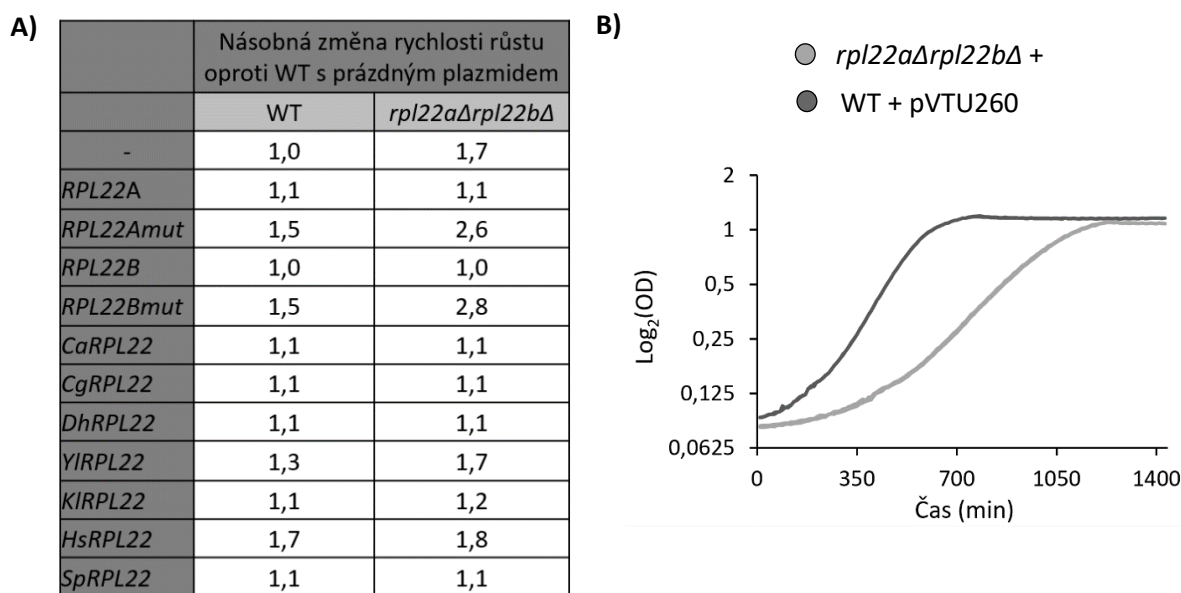 A)
Násobná změna rychlosti růstu
oproti WT s prázdným plazmidem
WT rpl22aΔrpl22bΔ
- 1,0 1,7
RPL22A 1,1 1,1
RPL22Amut 1,5 2,6
RPL22B 1,0 1,0
RPL22Bmut 1,5 2,8
CaRPL22 1,1 1,1
CgRPL22 1,1 1,1
DhRPL22 1,1 1,1
YlRPL22 1,3 1,7
KlRPL22 1,1 1,2
HsRPL22 1,7 1,8
SpRPL22 1,1 1,1
B)
rpl22aΔrpl22bΔ +
WT + pVTU260
Log2(OD)
2
1
0,5
0,25
0,125
0,0625
0 350 700 1050 1400
Čas (min)